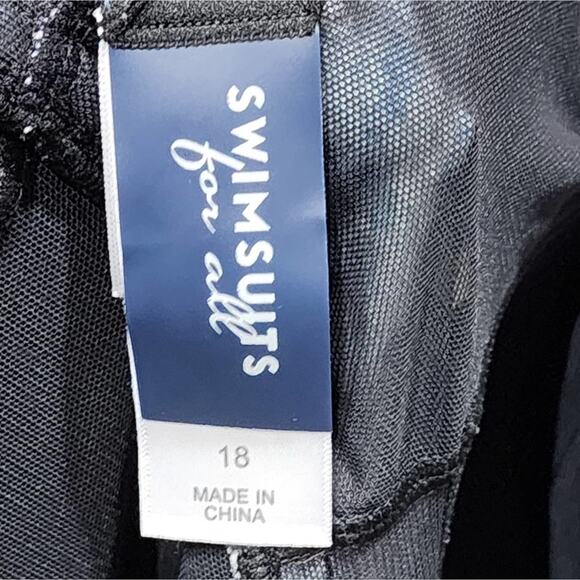 SWIMSUITS
for all
18
MADE IN
CHINA